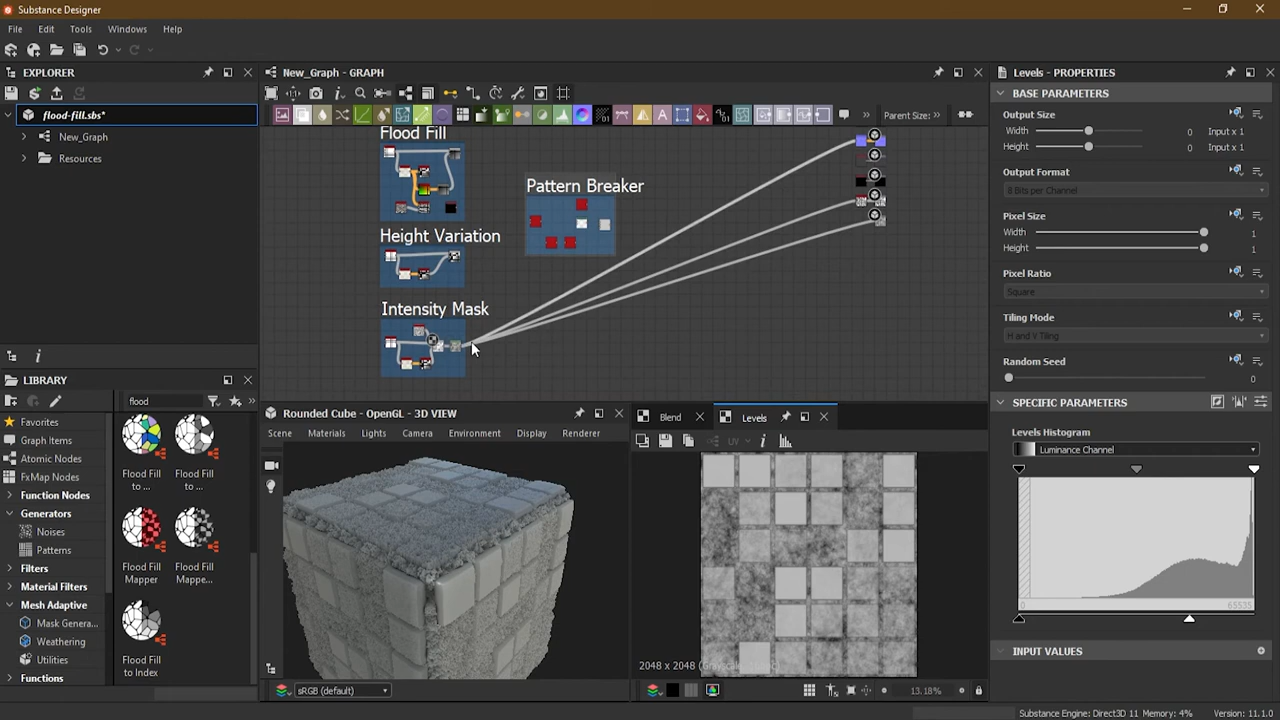 Substance Designer
File Edit Tools Windows Help
EXPLORER
flood-fill.sbs*
New_Graph
Resources
LIBRARY
flood
Favorites
Graph Items
Atomic Nodes
FxMap Nodes
Function Nodes
Generators
Noises
Patterns
Filters
Material Filters
Mesh Adaptive
Mask Genera...
Weathering
Utilities
Functions
Flood Fill to ...
Flood Fill to ...
Flood Fill Mapper
Flood Fill Mappe...
Flood Fill to Index
New_Graph - GRAPH
Parent Size:
Flood Fill
Pattern Breaker
Height Variation
Intensity Mask
Rounded Cube - OpenGL - 3D VIEW
Scene Materials Lights Camera Environment Display Renderer
sRGB (default)
Blend
Levels
UV
2048 x 2048 (Grayscale,
13.18%
Levels - PROPERTIES
BASE PARAMETERS
Output Size
Width 0 Input x 1
Height 0 Input x 1
Output Format
8 Bits per Channel
Pixel Size
Width 1
Height 1
Pixel Ratio
Square
Tiling Mode
H and V Tiling
Random Seed
0
SPECIFIC PARAMETERS
Levels Histogram
Luminance Channel
0 65535
INPUT VALUES
Substance Engine: Direct3D 11 Memory: 4% Version: 11.1.0